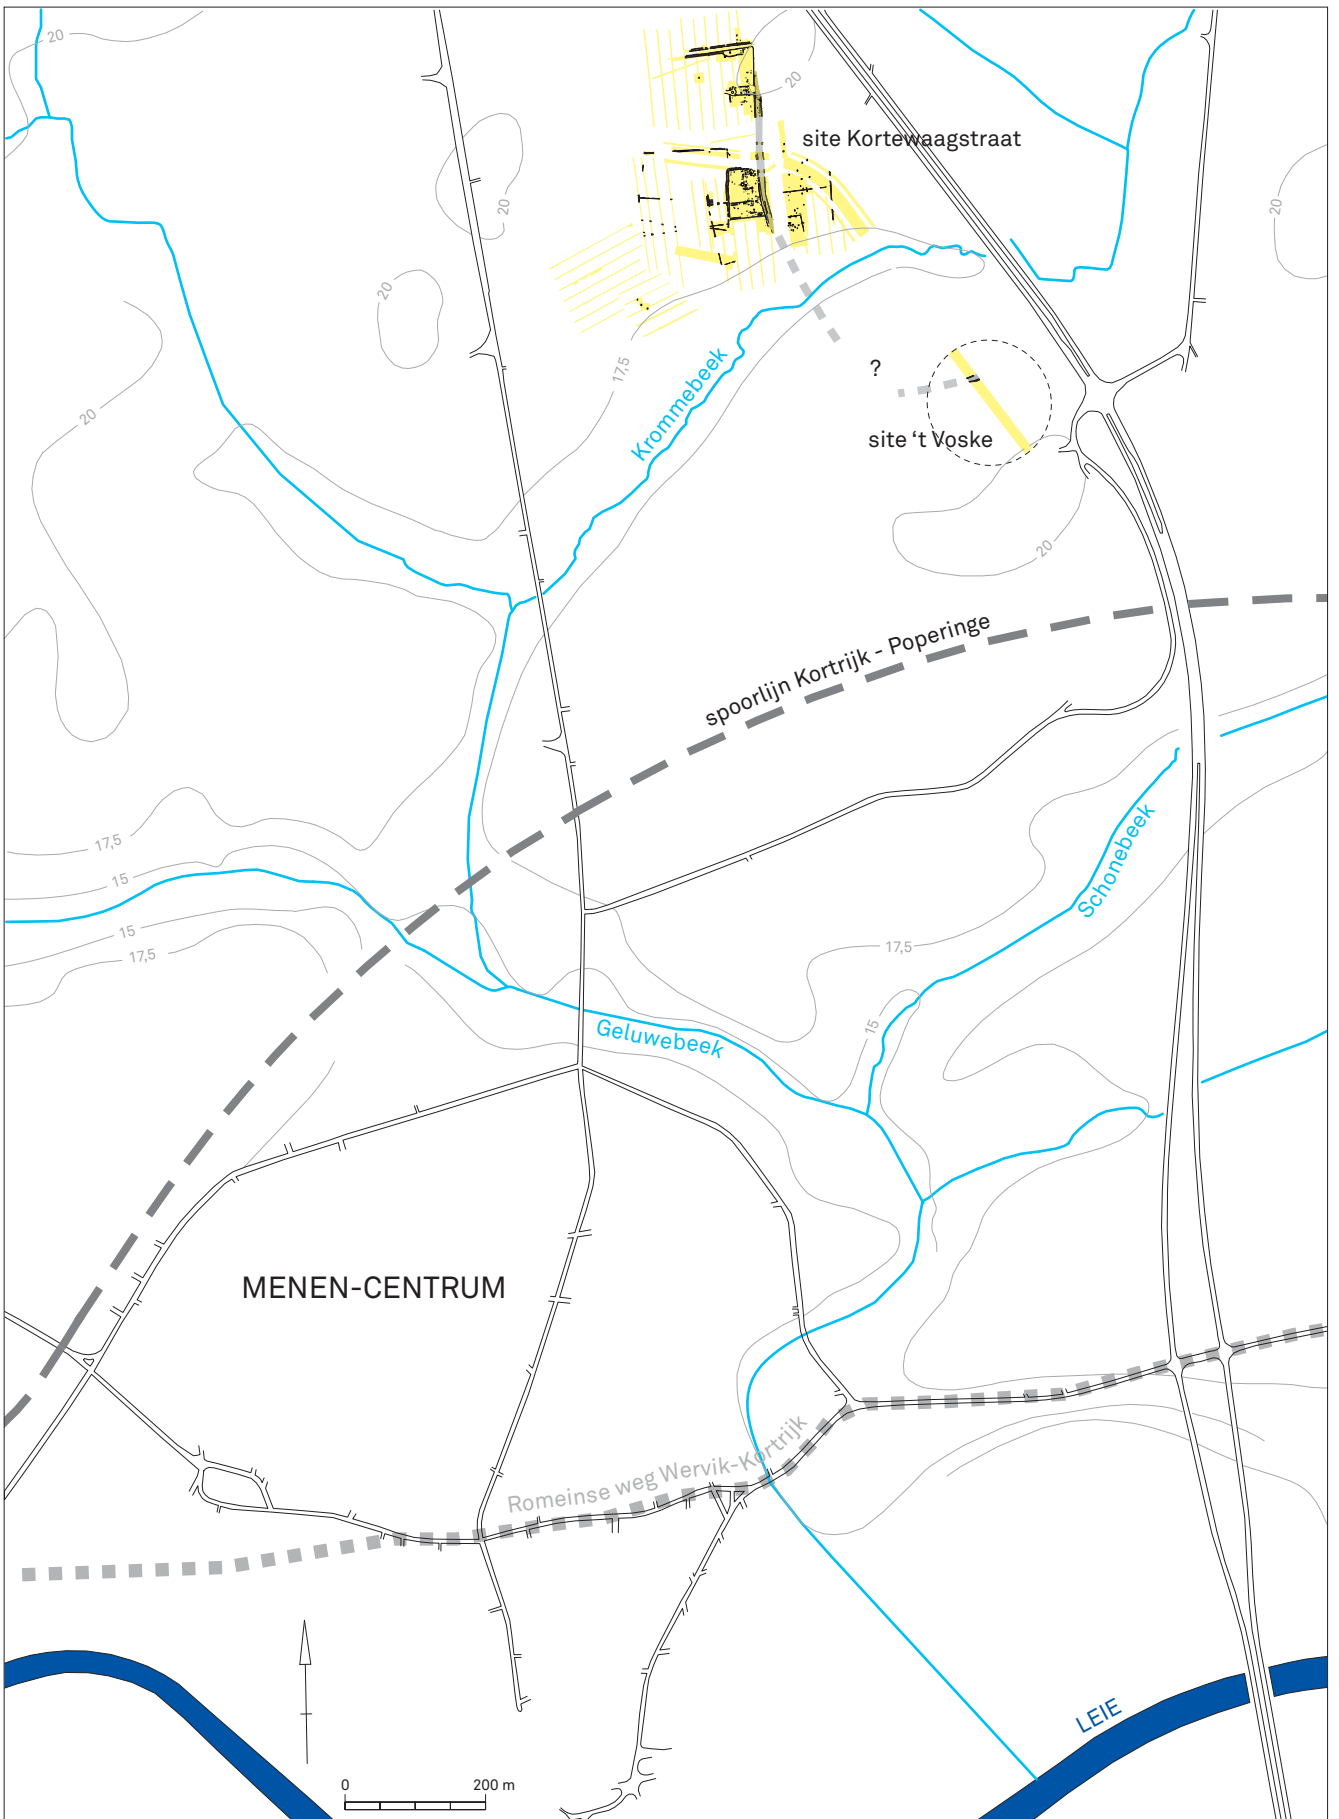 20
20
site Kortewaagstraat
20
20
20
17,5
Krommebeek
?
20
site ‘t Voske
20
spoorlijn Kortrijk - Poperinge
17,5
Schonebeek
15
15
17,5
17,5
15
Geluwebeek
MENEN-CENTRUM
Romeinse weg Wervik-Kortrijk
LEIE
0 200 m